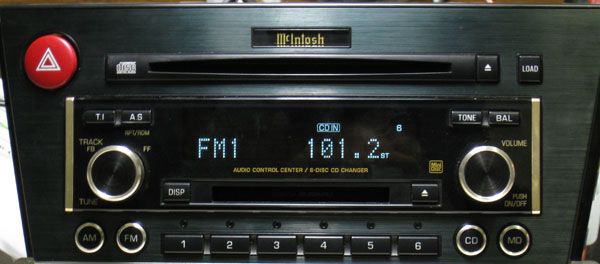 McIntosh
LOAD
T.I
A.S
RPT/RDM
TRACK
FB
FF
TUNE
CD IN
6
FM1 101.2 ST
AUDIO CONTROL CENTER / 6-DISC CD CHANGER
DISP
TONE
BAL
VOLUME
PUSH
ON/OFF
AM
FM
1 2 3 4 5 6
CD
MD